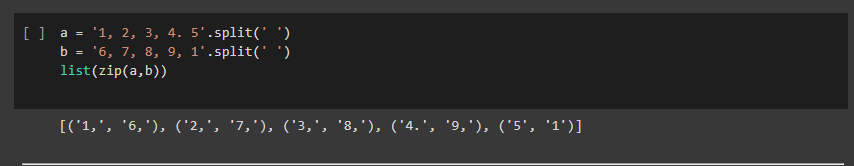 [ ] a = '1, 2, 3, 4. 5'.split(' ')
b = '6, 7, 8, 9, 1'.split(' ')
list(zip(a,b))
[('1,', '6,'), ('2,', '7,'), ('3,', '8,'), ('4.', '9,'), ('5', '1')]